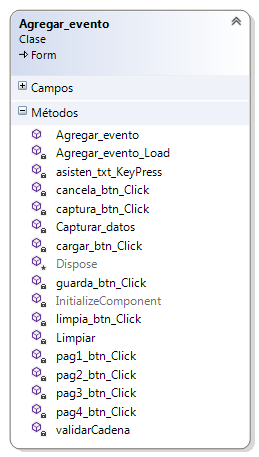 Agregar_evento
Clase
Form
Campos
Métodos
Agregar_evento
Agregar_evento_Load
asisten_txt_KeyPress
cancela_btn_Click
captura_btn_Click
Capturar_datos
cargar_btn_Click
Dispose
guarda_btn_Click
InitializeComponent
limpia_btn_Click
Limpiar
pag1_btn_Click
pag2_btn_Click
pag3_btn_Click
pag4_btn_Click
validarCadena